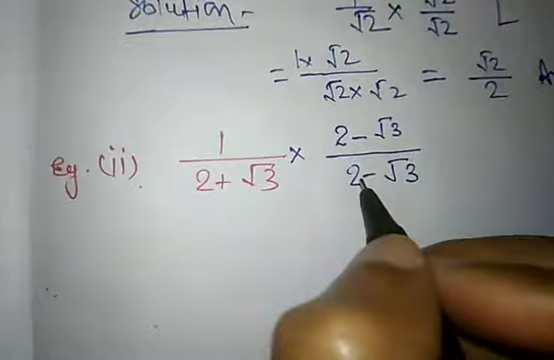 Solution - 1/√2 × √2/√2 [
= 1×√2/√2×√2 = √2/2 A
Eg. (ii). 1/2+√3 × 2-√3/2-√3